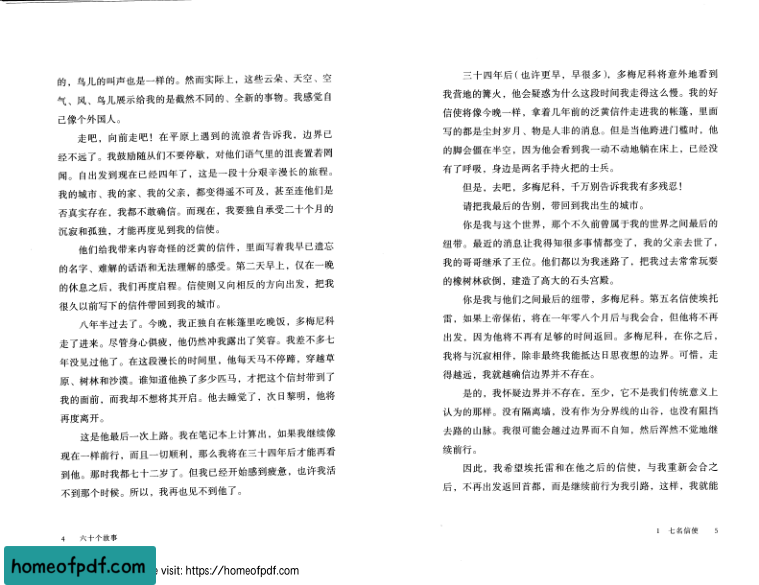 的，鸟儿的叫声也是一样的。然而实际上，这些云朵、天空、空
气、风、鸟儿展示给我的是截然不同的、全新的事物。我感觉自
己像个外国人。
走吧，向前走吧！在平原上遇到的流浪者告诉我，边界已
经不远了。我鼓励随从们不要停歇，对他们语气里的沮丧置若罔
闻。自出发到现在已经四年了，这是一段十分艰辛漫长的旅程。
我的城市、我的家、我的父亲，都变得遥不可及，甚至连他们是
否真实存在，我都不敢确信。而现在，我要独自承受二十个月的
沉寂和孤独，才能再度见到我的信使。
他们给我带来内容奇怪的泛黄的信件，里面写着我早已遗忘
的名字、难解的话语和无法理解的感受。第二天早上，仅在一晚
的休息之后，我们再度启程。信使则又向相反的方向出发，把我
很久以前写下的信件带回到我的城市。
八年半过去了。今晚，我正独自在帐篷里吃晚饭，多梅尼科
走了进来。尽管身心俱疲，他仍然冲我露出了笑容。我差不多七
年没见过他了。在这段漫长的时间里，他每天马不停蹄，穿越草
原、树林和沙漠。谁知道他换了多少匹马，才把这个信封带到了
我的面前，而我却不想将其开启。他去睡觉了，次日黎明，他将
再度离开。
这是他最后一次上路。我在笔记本上计算出，如果我继续像
现在一样前行，而且一切顺利，那么我将在三十四年后才能再看
到他。那时我都七十二岁了。但我已经开始感到疲惫，也许我活
不到那个时候。所以，我再也见不到他了。
4 六十个故事
三十四年后（也许更早，早很多），多梅尼科将意外地看到
我营地的篝火，他会疑惑为什么这段时间我走得这么慢。我的好
信使将像今晚一样，拿着几年前的泛黄信件走进我的帐篷，里面
写的都是尘封岁月、物是人非的消息。但是当他跨进门槛时，他
的脚会僵在半空，因为他会看到我一动不动地躺在床上，已经没
有了呼吸，身边是两名手持火把的士兵。
但是，去吧，多梅尼科，千万别告诉我我有多残忍！
请把我最后的告别，带回到我出生的城市。
你是我与这个世界，那个不久前曾属于我的世界之间最后的
纽带。最近的消息让我得知很多事情都变了，我的父亲去世了，
我的哥哥继承了王位。他们都以为我迷路了，把我过去常常玩耍
的橡树林砍倒，建造了高大的石头宫殿。
你是我与他们之间最后的纽带，多梅尼科。第五名信使埃托
雷，如果上帝保佑，将在一年零八个月后与我会合，但他将不再
出发，因为他将不再有足够的时间返回。多梅尼科，在你之后，
我将与沉寂相伴，除非最终我能抵达日思夜想的边界。可惜，走
得越远，我就越确信边界并不存在。
是的，我怀疑边界并不存在，至少，它不是我们传统意义上
认为的那样。没有隔离墙，没有作为分界线的山谷，也没有阻挡
去路的山脉。我很可能会越过边界而不自知，然后浑然不觉地继
续前行。
因此，我希望埃托雷和在他之后的信使，与我重新会合之
后，不再出发返回首都，而是继续前行为我引路，这样，我就能
1 七名信使 5
homeofpdf.com
e visit: https://homeofpdf.com